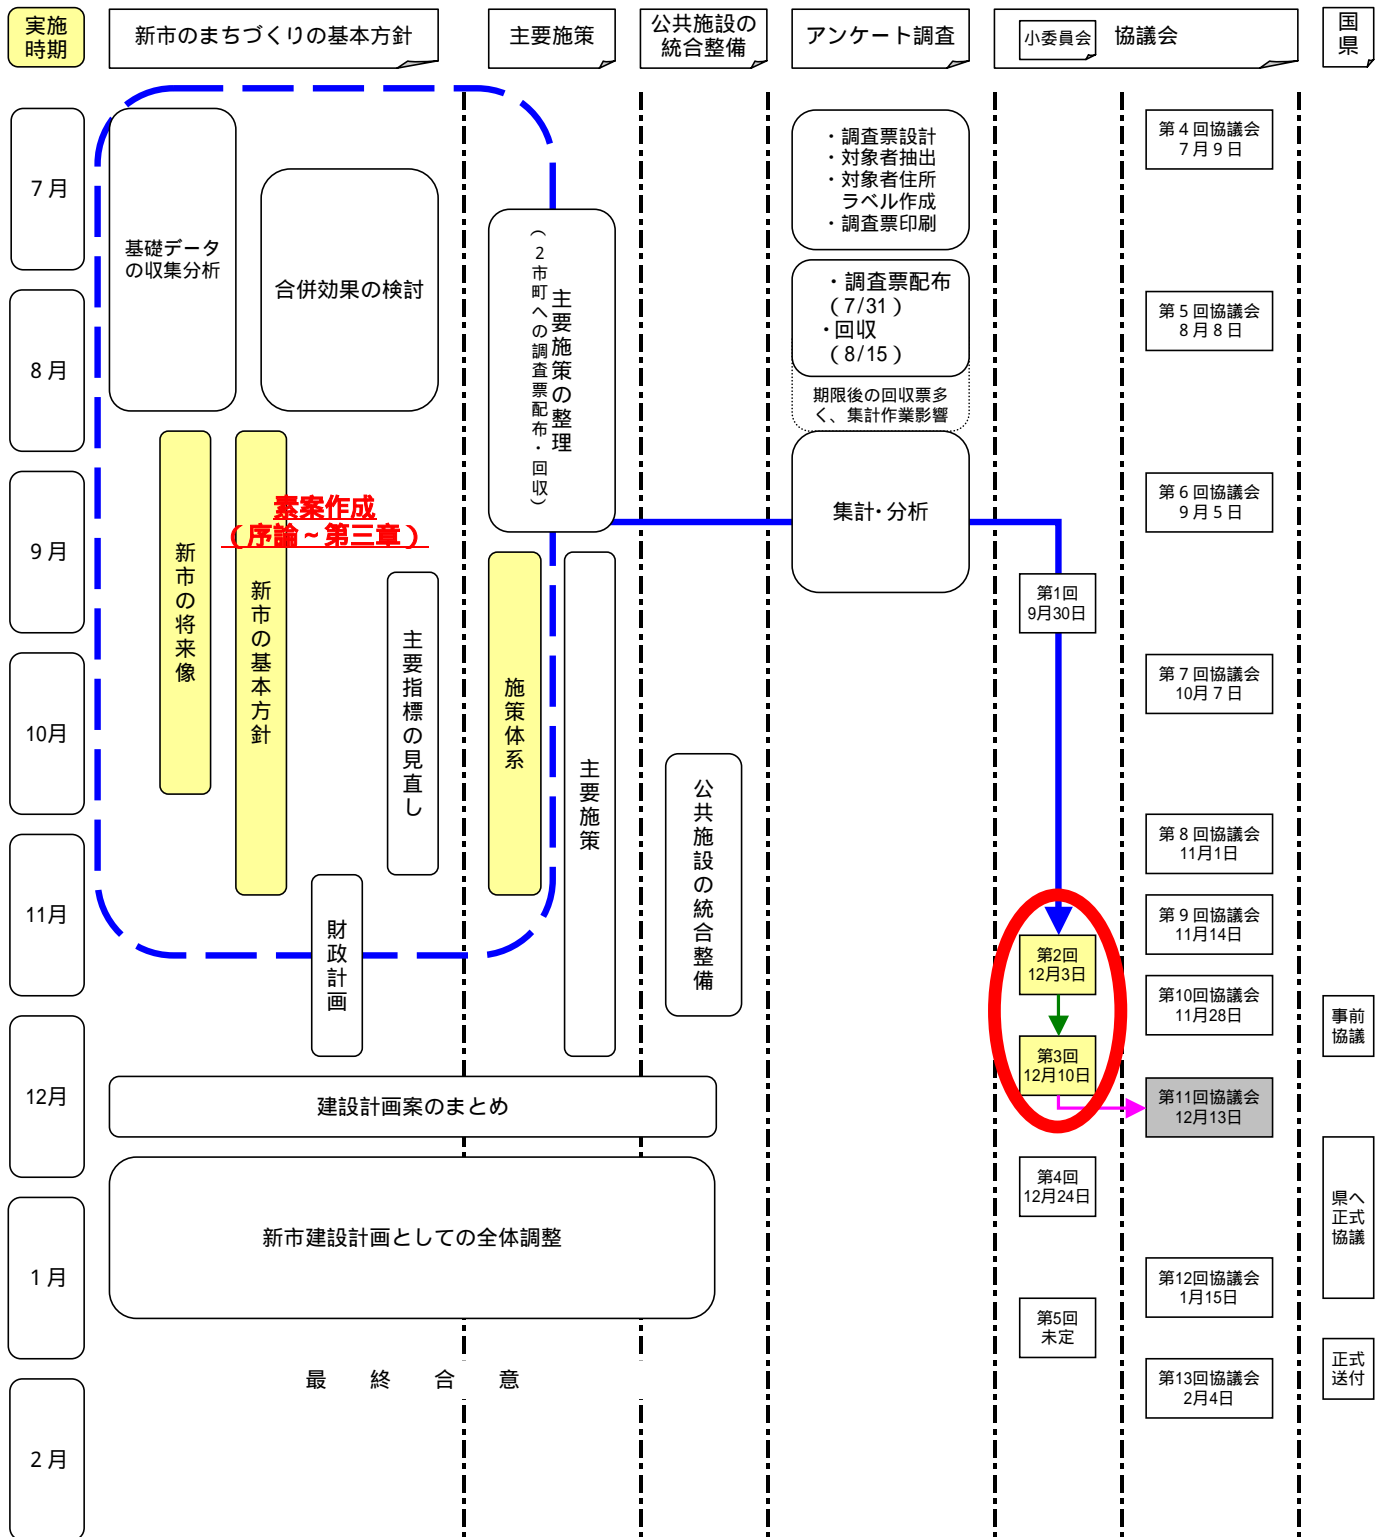 実施
時期
新市のまちづくりの基本方針
主要施策
公共施設の
統合整備
アンケート調査
小委員会
協議会
国
県
7月
8月
9月
10月
11月
12月
1月
2月
基礎データ
の収集分析
合併効果の検討
素案作成
（序論～第三章）
新市の将来像
新市の基本方針
主要指標の見直し
財政計画
主要施策の整理
（2市町への調査票配布・回収）
施策体系
主要施策
公共施設の統合整備
建設計画案のまとめ
新市建設計画としての全体調整
最終合意
・調査票設計
・対象者抽出
・対象者住所
ラベル作成
・調査票印刷
・調査票配布
（7/31）
・回収
（8/15）
期限後の回収票多
く、集計作業影響
集計・分析
第1回
9月30日
第2回
12月3日
第3回
12月10日
第4回
12月24日
第5回
未定
第4回協議会
7月9日
第5回協議会
8月8日
第6回協議会
9月5日
第7回協議会
10月7日
第8回協議会
11月1日
第9回協議会
11月14日
第10回協議会
11月28日
第11回協議会
12月13日
第12回協議会
1月15日
第13回協議会
2月4日
事前
協議
県へ
正式
協議
正式
送付